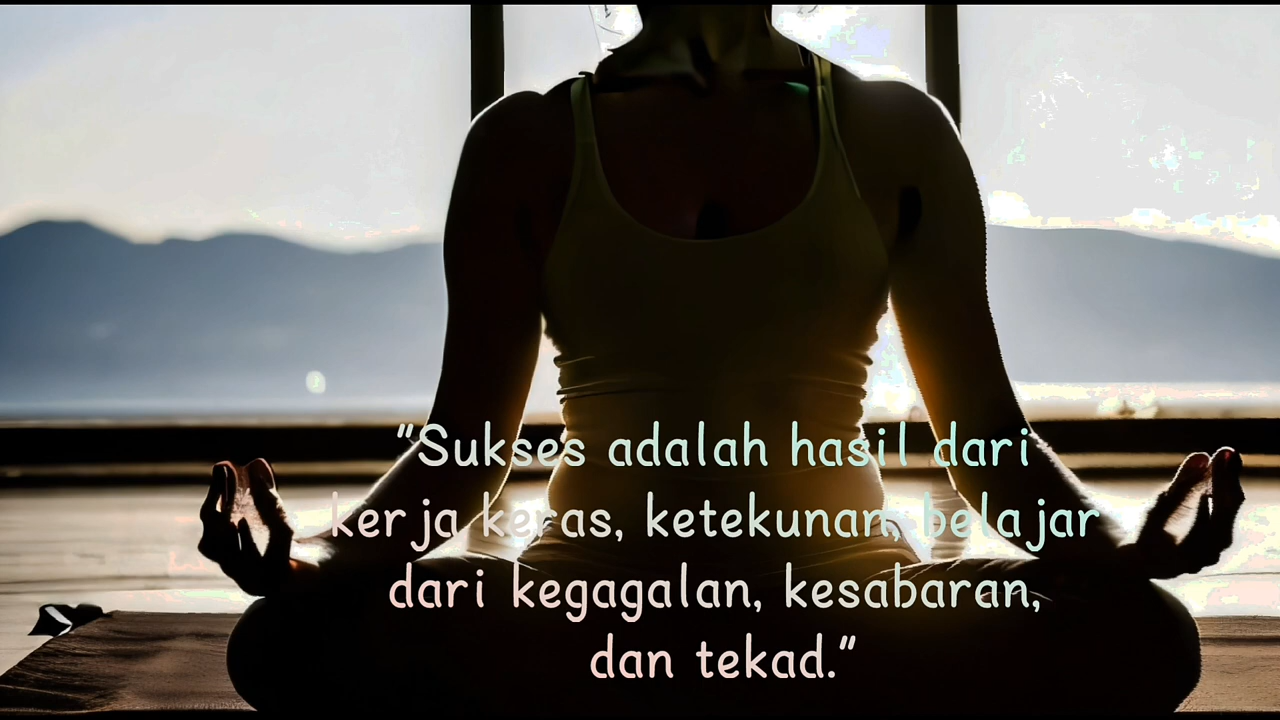 "Sukses adalah hasil dari
kerja keras, ketekunan, belajar
dari kegagalan, kesabaran,
dan tekad."